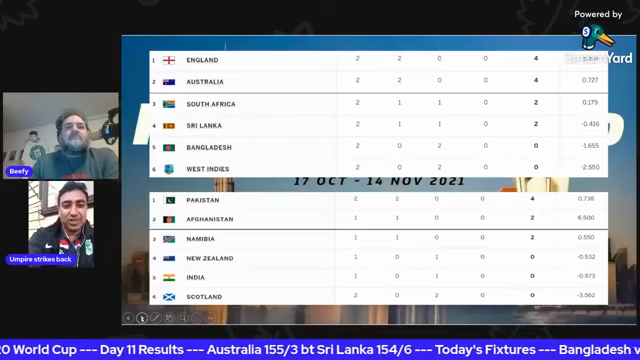 Powered by
StreamYard
1 ENGLAND 2 2 0 0 4
2 AUSTRALIA 2 2 0 0 4 0.727
3 SOUTH AFRICA 2 1 1 0 2 0.179
4 SRI LANKA 2 1 1 0 2 -0.416
5 BANGLADESH 2 0 2 0 0 -1.655
6 WEST INDIES 2 0 2 0 0 -2.550
17 OCT - 14 NOV 2021
1 PAKISTAN 2 2 0 0 4 0.738
2 AFGHANISTAN 1 1 0 0 2 6.500
3 NAMIBIA 1 1 0 0 2 0.550
4 NEW ZEALAND 1 0 1 0 0 -0.532
5 INDIA 1 0 1 0 0 -0.973
6 SCOTLAND 2 0 2 0 0 -3.562
Beefy
Umpire strikes back
20 World Cup --- Day 11 Results --- Australia 155/3 bt Sri Lanka 154/6 --- Today's Fixtures --- Bangladesh v